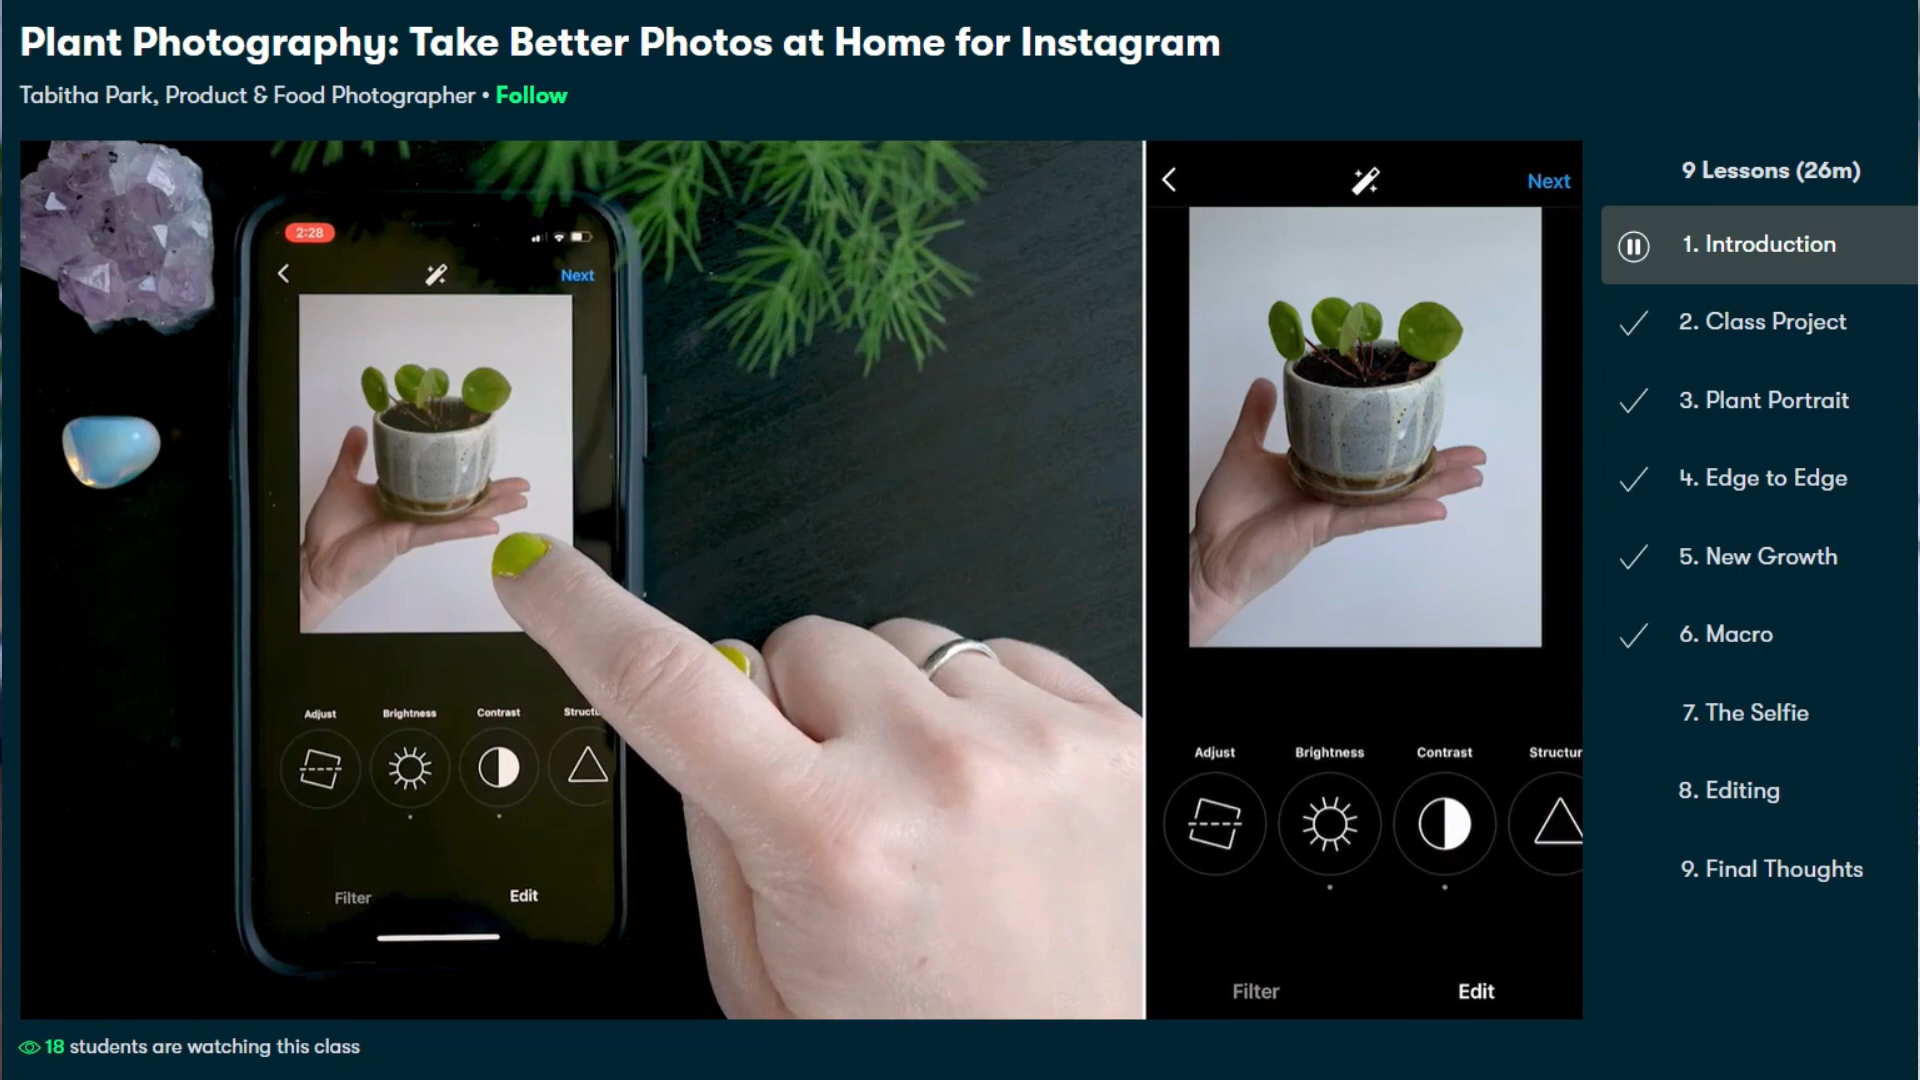 Plant Photography: Take Better Photos at Home for Instagram
Tabitha Park, Product & Food Photographer • Follow
2:28
Next
Adjust Brightness Contrast Structu
Filter Edit
Next
Adjust Brightness Contrast Structur
Filter Edit
9 Lessons (26m)
1. Introduction
2. Class Project
3. Plant Portrait
4. Edge to Edge
5. New Growth
6. Macro
7. The Selfie
8. Editing
9. Final Thoughts
18 students are watching this class